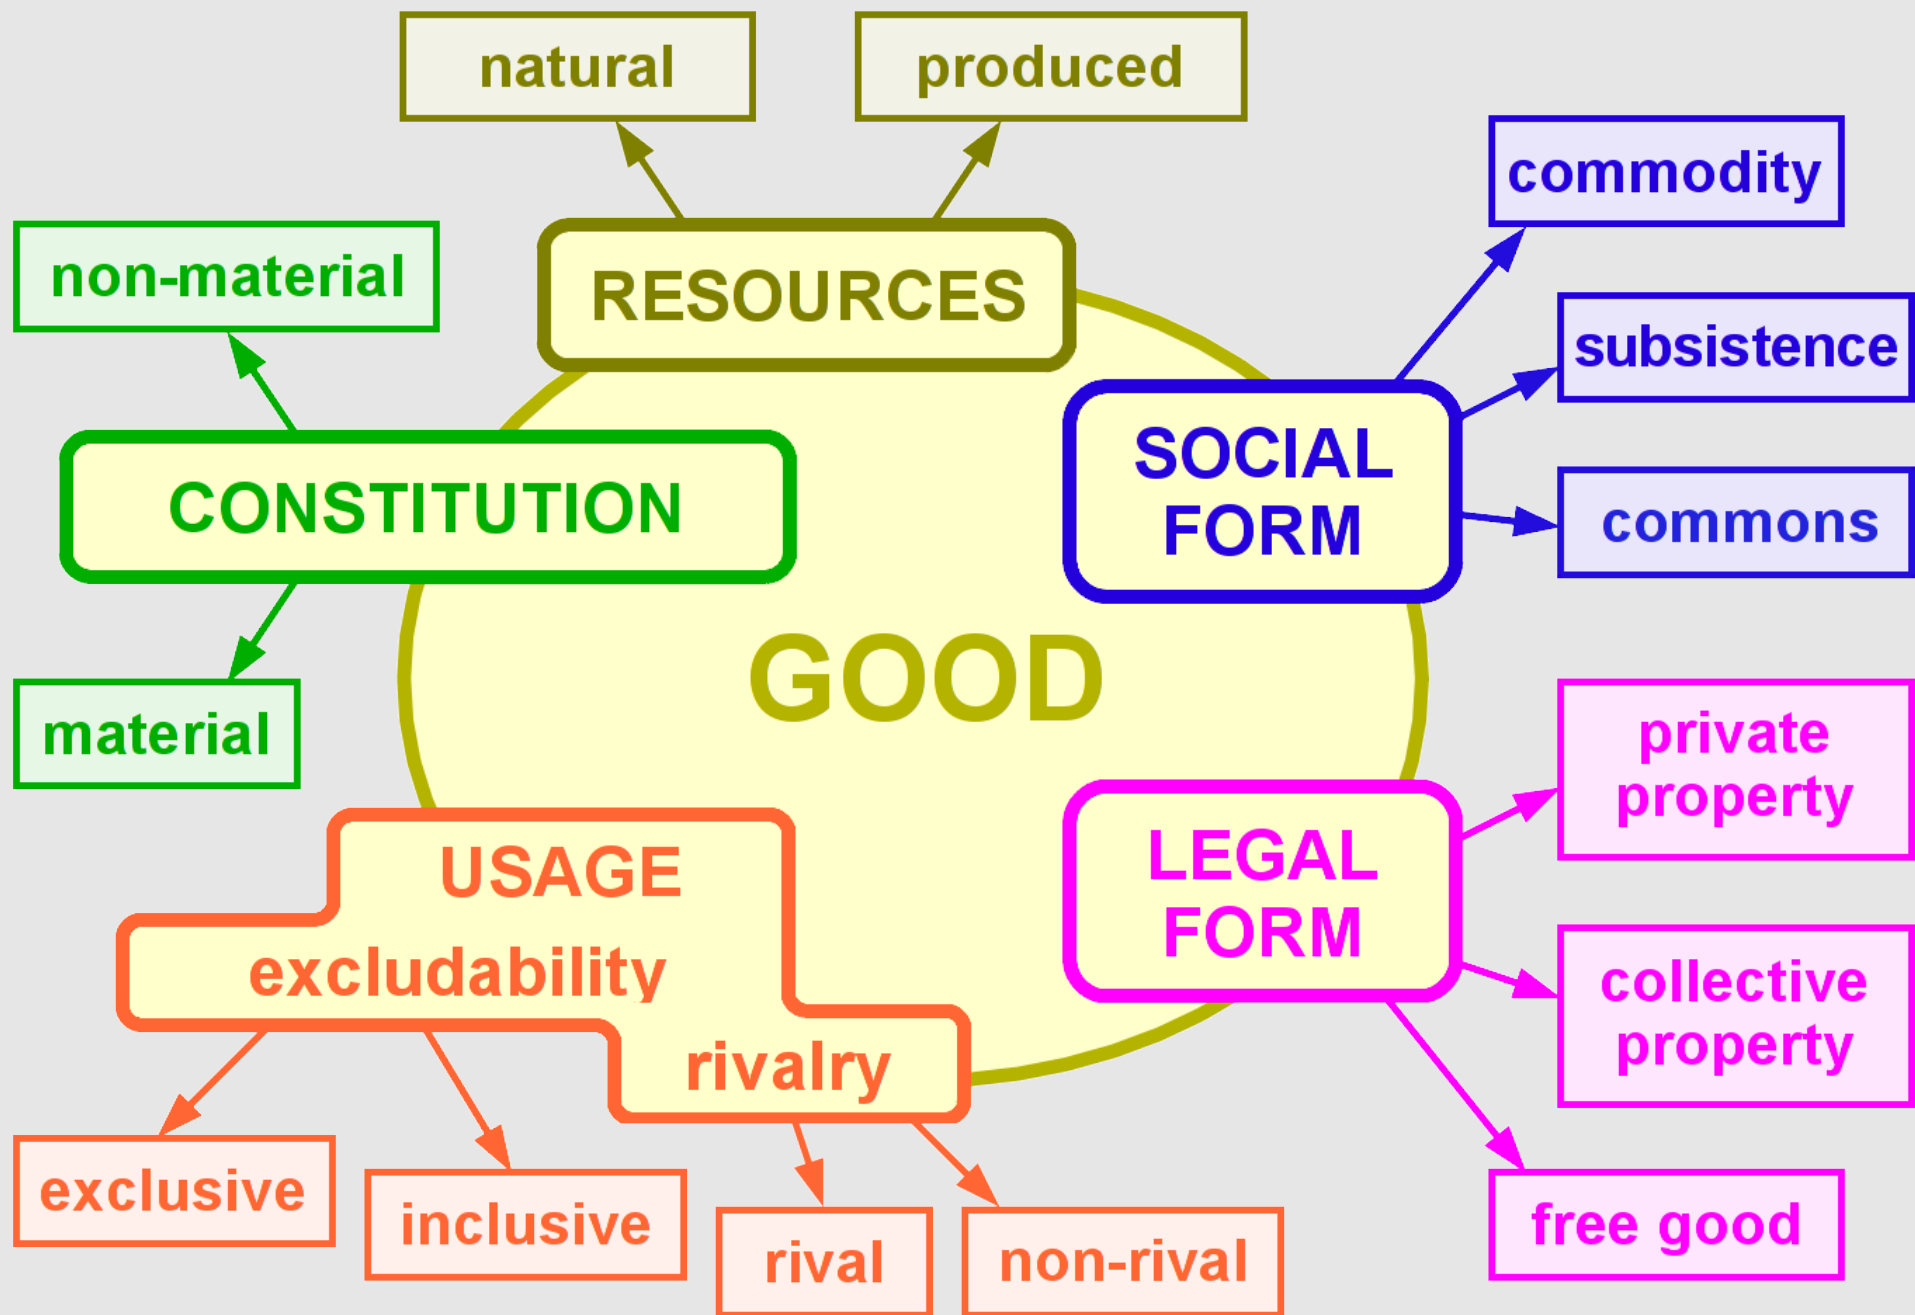 natural
produced
commodity
non-material
RESOURCES
subsistence
SOCIAL
FORM
commons
CONSTITUTION
GOOD
material
private
property
USAGE
excludability
rivalry
LEGAL
FORM
collective
property
exclusive
inclusive
rival
non-rival
free good